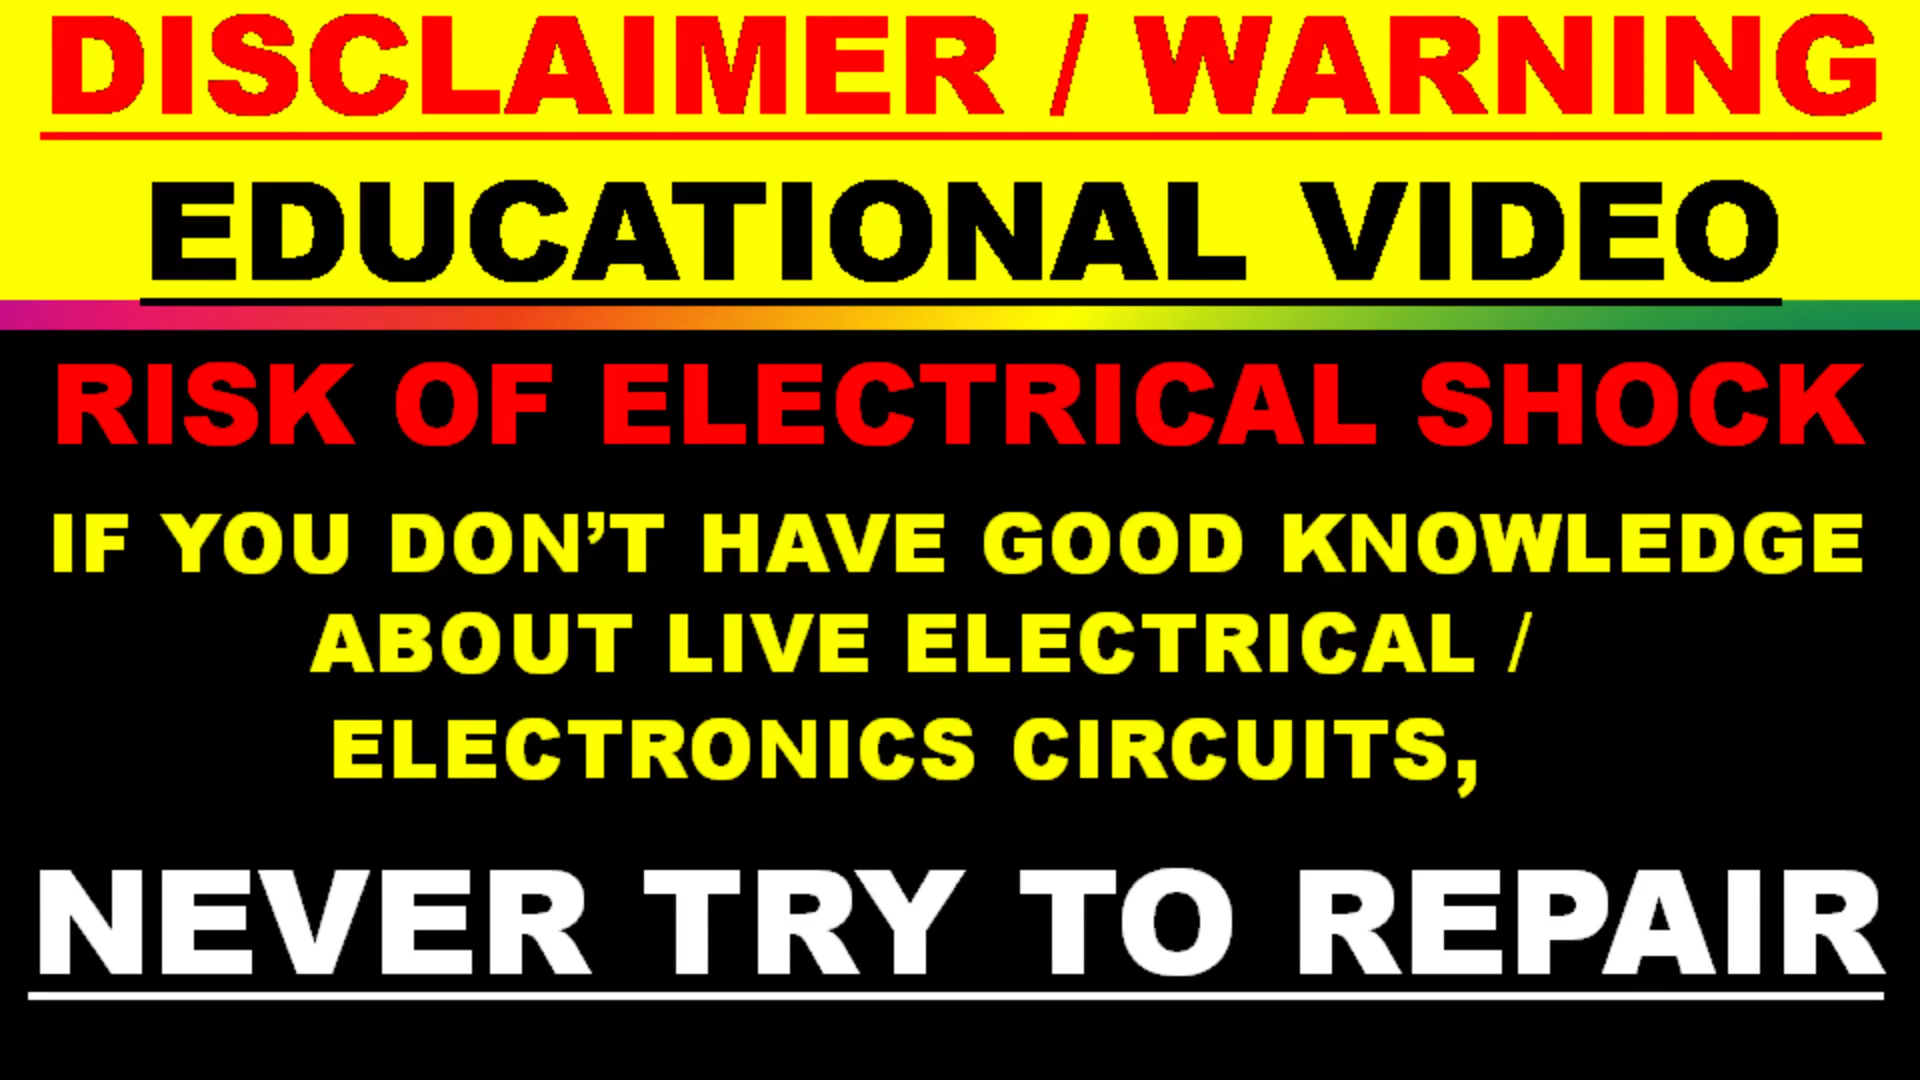 DISCLAIMER / WARNING
EDUCATIONAL VIDEO
RISK OF ELECTRICAL SHOCK
IF YOU DON’T HAVE GOOD KNOWLEDGE
ABOUT LIVE ELECTRICAL /
ELECTRONICS CIRCUITS,
NEVER TRY TO REPAIR